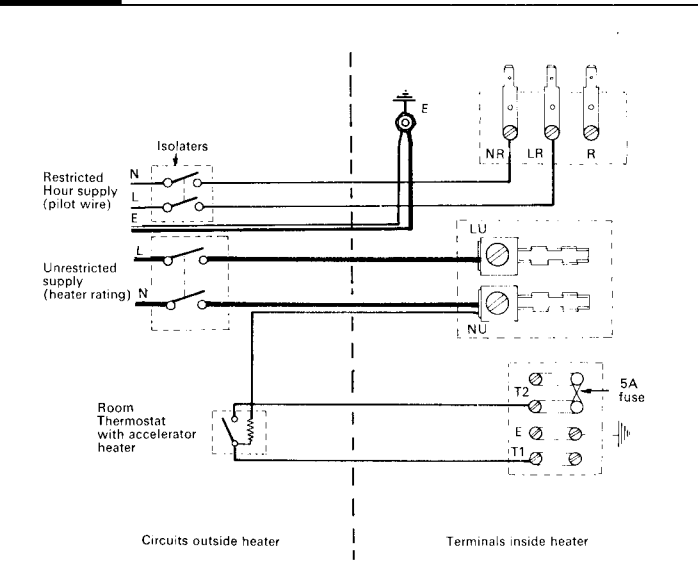 E
Isolaters
NR LR R
Restricted
Hour supply
(pilot wire)
N
L
E
LU
L
Unrestricted
supply
(heater rating)
N
NU
T2
5A
fuse
Room
Thermostat
with accelerator
heater
E
T1
Circuits outside heater
Terminals inside heater